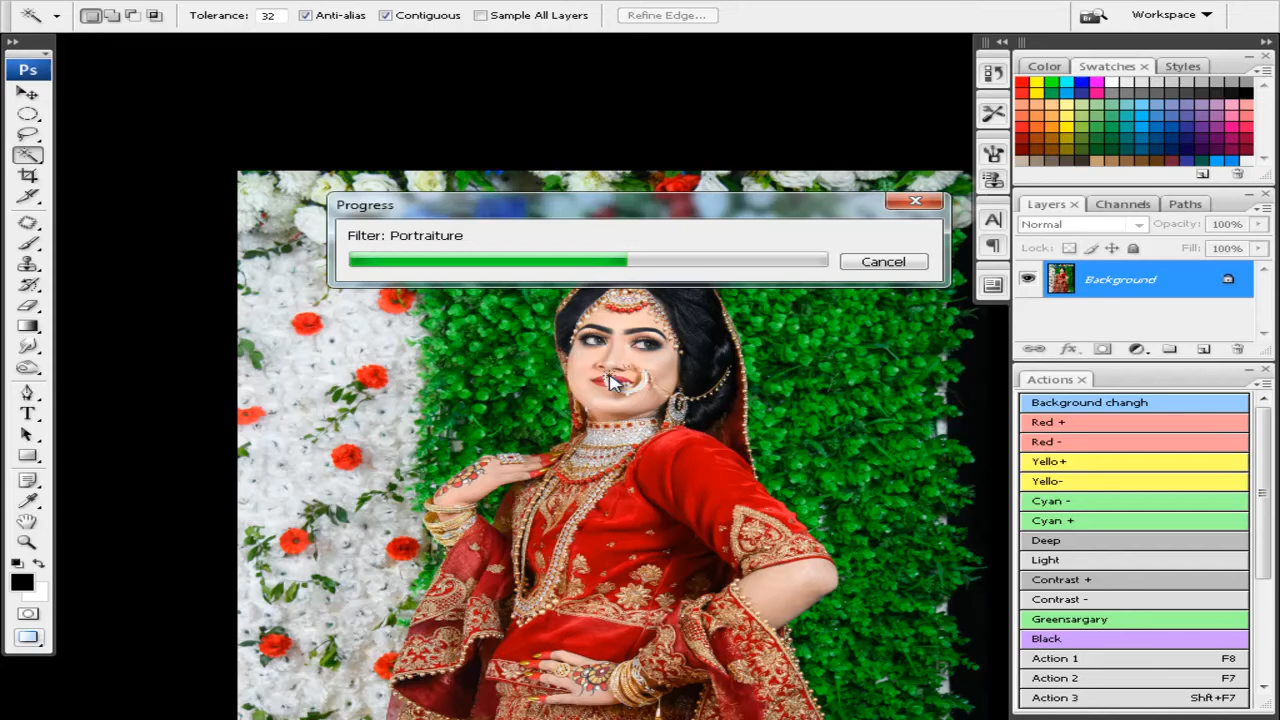 Tolerance: 32 Anti-alias Contiguous Sample All Layers Refine Edge... Br Workspace
Ps
Color Swatches Styles
Progress
Filter: Portraiture
Cancel
Layers Channels Paths
Normal Opacity: 100%
Lock: Fill: 100%
Background
fx
Actions
Background changh
Red +
Red -
Yello+
Yello-
Cyan -
Cyan +
Deep
Light
Contrast +
Contrast -
Greensargary
Black
Action 1 F8
Action 2 F7
Action 3 Shft+F7